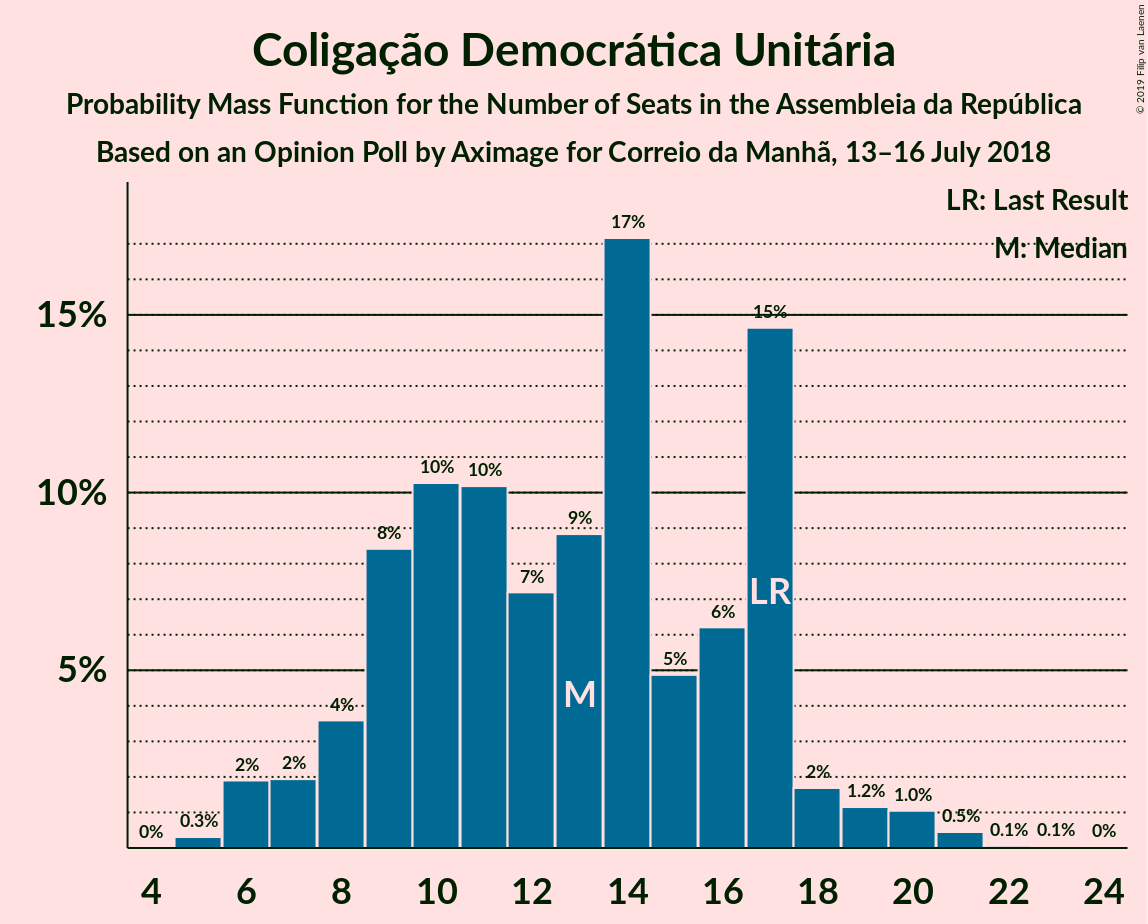 Coligação Democrática Unitária
Probability Mass Function for the Number of Seats in the Assembleia da República
Based on an Opinion Poll by Aximage for Correio da Manhã, 13–16 July 2018
© 2019 Filip van Laenen
LR: Last Result
M: Median
15%
10%
5%
0%
0.3%
2%
2%
4%
8%
10%
10%
7%
9%
17%
5%
6%
15%
2%
1.2%
1.0%
0.5%
0.1%
0.1%
0%
M
LR
4 6 8 10 12 14 16 18 20 22 24